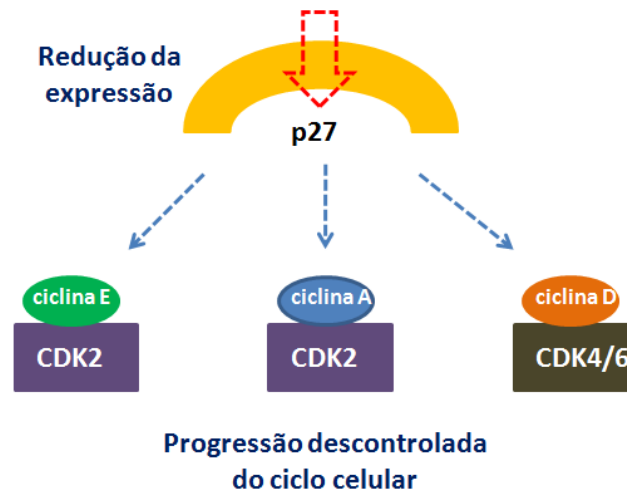 Redução da
expressão
p27
ciclina E
ciclina A
ciclina D
CDK2
CDK2
CDK4/6
Progressão descontrolada
do ciclo celular